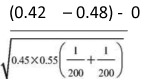 (0.42 – 0.48) - 0
√0.45×0.55(1/200 + 1/200)